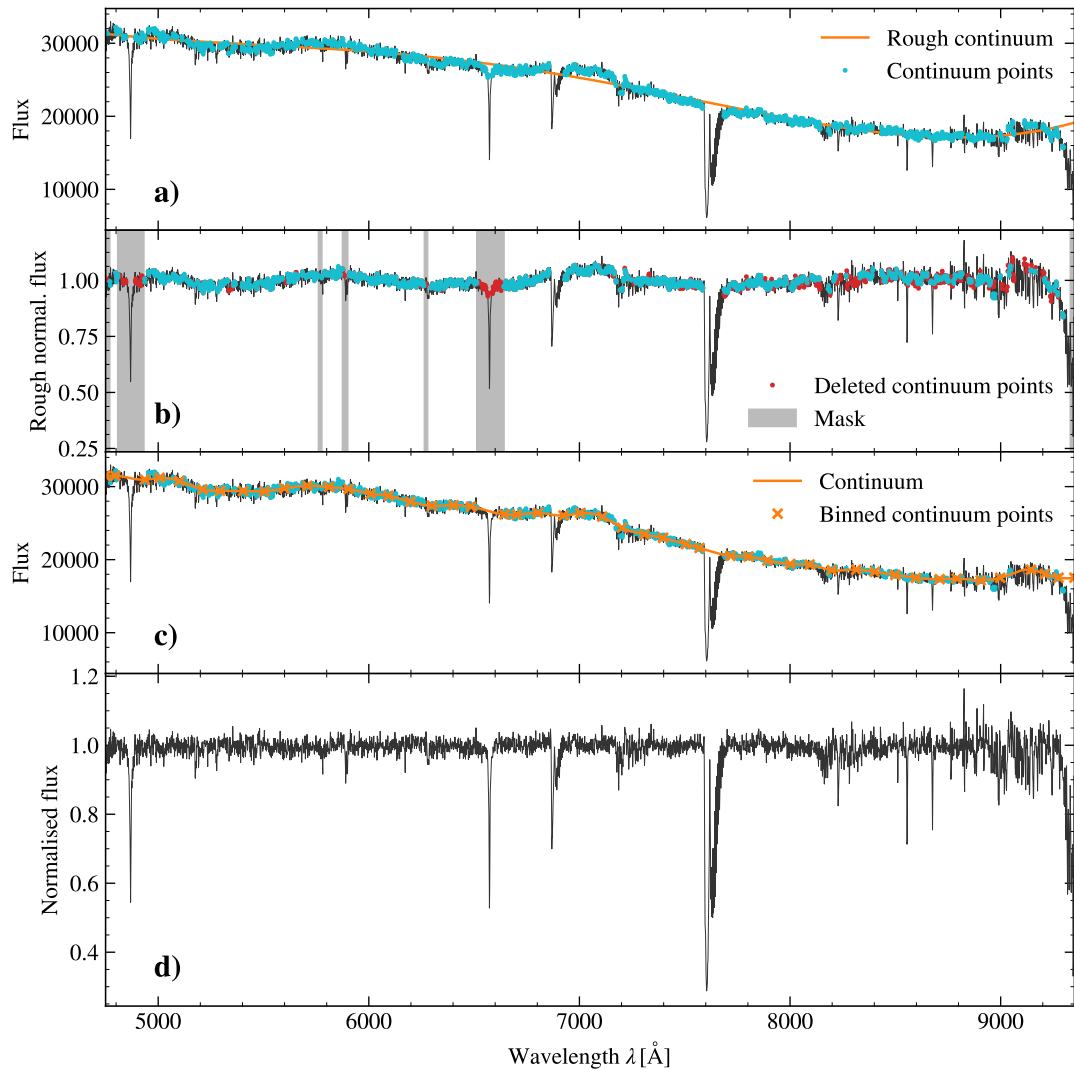 30000
20000
10000
Flux
Rough continuum
Continuum points
a)
1.00
0.75
0.50
0.25
Rough normal. flux
Deleted continuum points
Mask
b)
30000
20000
10000
Flux
Continuum
Binned continuum points
c)
1.2
1.0
0.8
0.6
0.4
Normalised flux
d)
5000 6000 7000 8000 9000
Wavelength λ [Å]